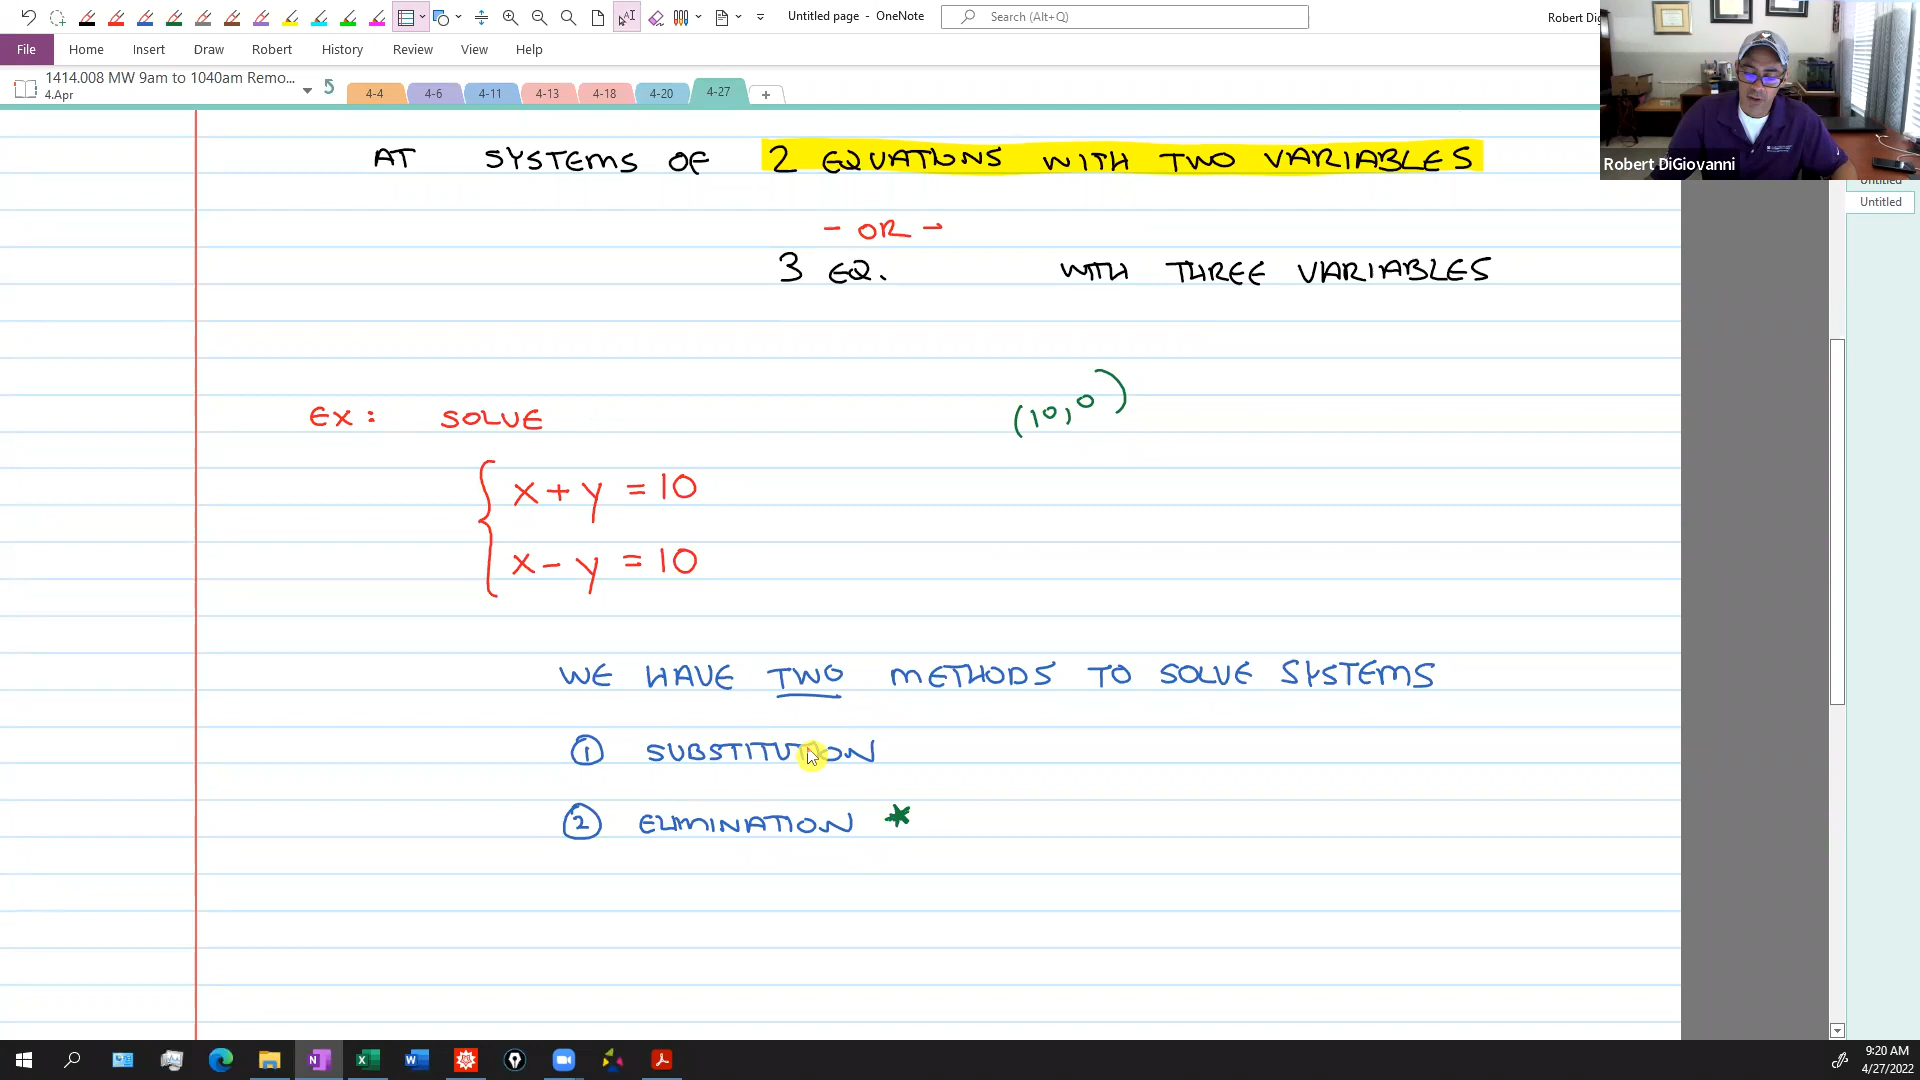 Untitled page - OneNote
Search (Alt+Q)
Robert Di
File Home Insert Draw Robert History Review View Help
1414.008 MW 9am to 1040am Remo...
4.Apr
4-4 4-6 4-11 4-13 4-18 4-20 4-27
Robert DiGiovanni
Untitled
Untitled
AT SYSTEMS OF 2 EQUATIONS WITH TWO VARIABLES
- OR -
3 EQ. WITH THREE VARIABLES
(10,0)
EX: SOLVE
x + y = 10
x - y = 10
WE HAVE TWO METHODS TO SOLVE SYSTEMS
1 SUBSTITUTION
2 ELIMINATION ★
9:20 AM
4/27/2022